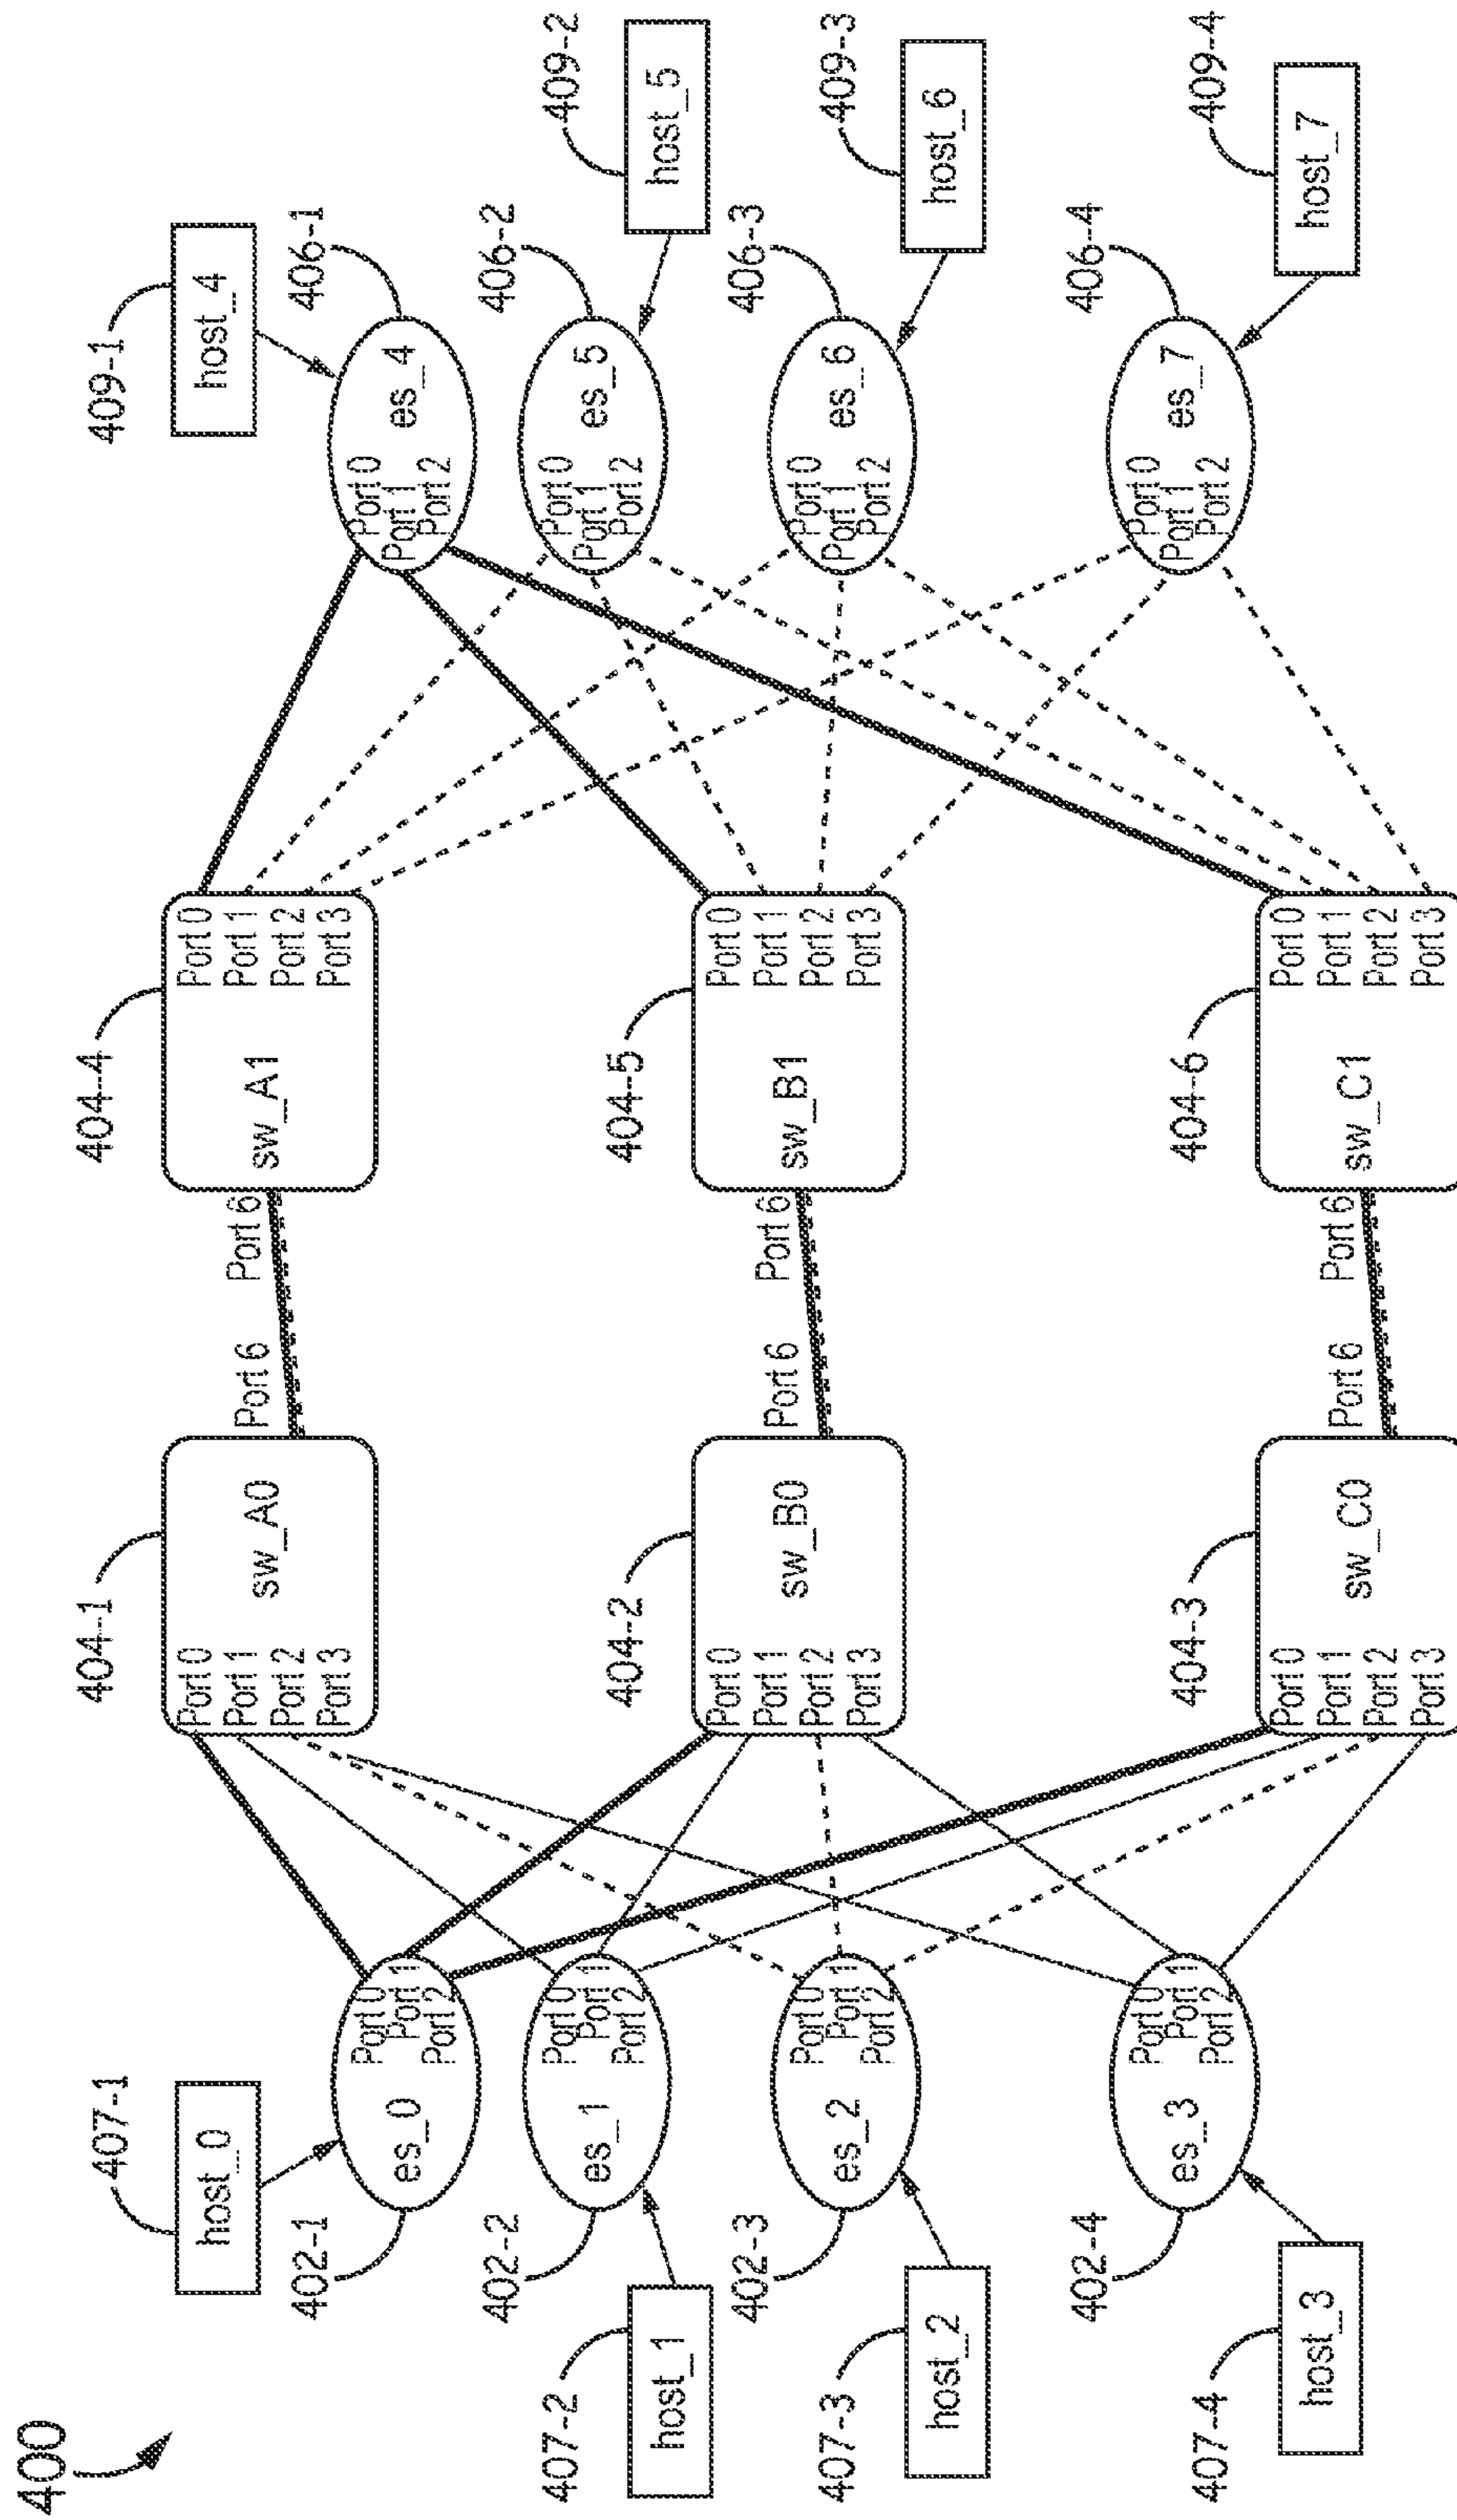 400
407-1
host_0
402-1
es_0
Port 0
Port 1
Port 2
407-2
host_1
402-2
es_1
Port 0
Port 1
Port 2
407-3
host_2
402-3
es_2
Port 0
Port 1
Port 2
407-4
host_3
402-4
es_3
Port 0
Port 1
Port 2
404-1
Port 0
Port 1
Port 2
Port 3
sw_A0
Port 6
404-2
Port 0
Port 1
Port 2
Port 3
sw_B0
Port 6
404-3
Port 0
Port 1
Port 2
Port 3
sw_C0
Port 6
404-4
Port 6
sw_A1
Port 0
Port 1
Port 2
Port 3
404-5
Port 6
sw_B1
Port 0
Port 1
Port 2
Port 3
404-6
Port 6
sw_C1
Port 0
Port 1
Port 2
Port 3
409-1
host_4
406-1
Port 0
Port 1
Port 2
es_4
409-2
host_5
406-2
Port 0
Port 1
Port 2
es_5
409-3
host_6
406-3
Port 0
Port 1
Port 2
es_6
409-4
host_7
406-4
Port 0
Port 1
Port 2
es_7